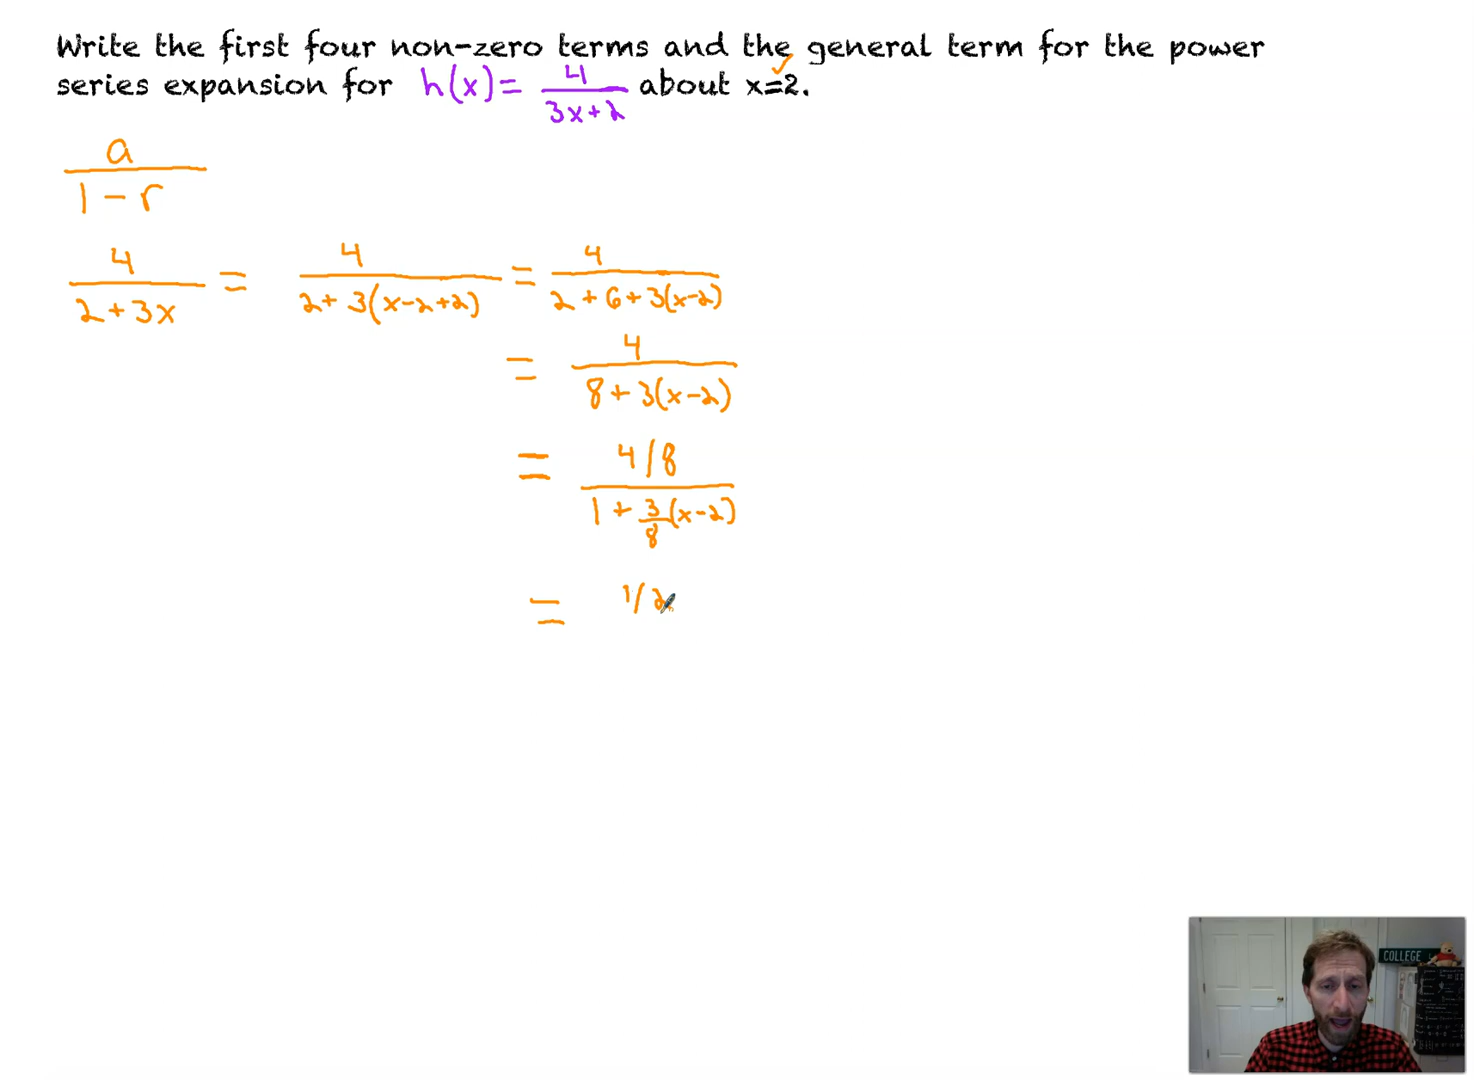 Write the first four non-zero terms and the general term for the power
series expansion for h(x) = 4/(3x+2) about x=2.
a/(1 - r)
4/(2 + 3x) = 4/(2 + 3(x-2+2)) = 4/(2 + 6 + 3(x-2))
= 4/(8 + 3(x-2))
= (4/8)/(1 + 3/8(x-2))
= 1/2
COLLEGE